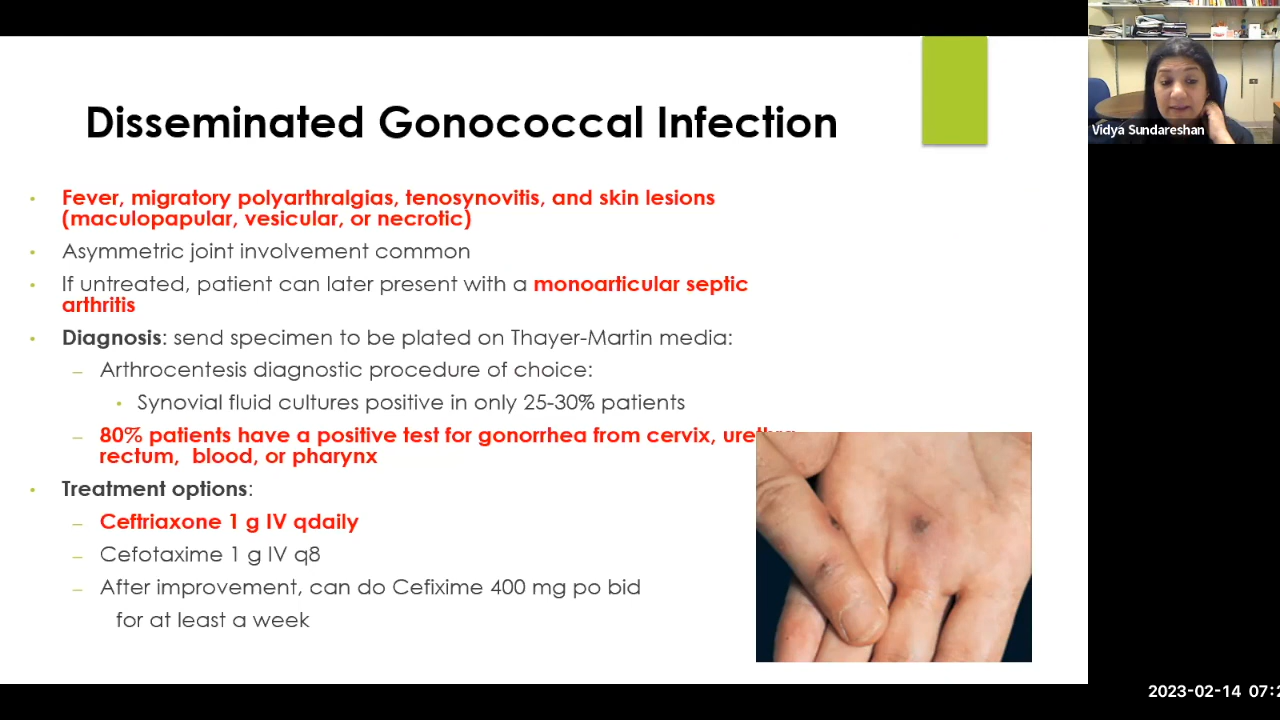 Disseminated Gonococcal Infection
• Fever, migratory polyarthralgias, tenosynovitis, and skin lesions
(maculopapular, vesicular, or necrotic)
• Asymmetric joint involvement common
• If untreated, patient can later present with a monoarticular septic
arthritis
• Diagnosis: send specimen to be plated on Thayer-Martin media:
– Arthrocentesis diagnostic procedure of choice:
• Synovial fluid cultures positive in only 25-30% patients
– 80% patients have a positive test for gonorrhea from cervix,
rectum, blood, or pharynx
• Treatment options:
– Ceftriaxone 1 g IV qdaily
– Cefotaxime 1 g IV q8
– After improvement, can do Cefixime 400 mg po bid
for at least a week
Vidya Sundareshan
2023-02-14